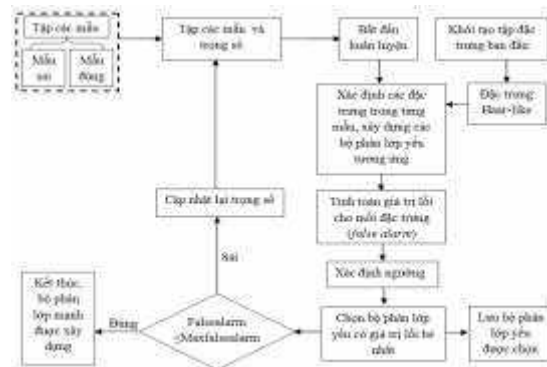 Tập các mẫu
Mẫu
sai
Mẫu
đúng
Tập các mẫu và
trọng số
Bắt đầu
huấn luyện
Khởi tạo tập đặc
trưng ban đầu
Đặc trưng
Haar-like
Xác định các đặc
trưng trong từng
mẫu, xây dựng các
bộ phân lớp yếu
tương ứng
Cập nhật lại trọng số
Tính toán giá trị lỗi
cho mỗi đặc trưng
(false alarm)
Sai
Xác định ngưỡng
Kết thúc,
bộ phân
lớp mạnh
được xây
dựng
Đúng
Falsealarm
<Maxfalsealarm
Chọn bộ phân lớp
yếu có giá trị lỗi bé
nhất
Lưu bộ phân
lớp yếu
được chọn